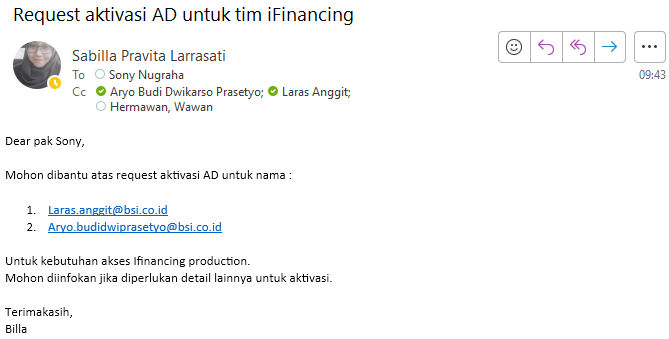 Request aktivasi AD untuk tim iFinancing
Sabilla Pravita Larrasati
To Sony Nugraha
Cc Aryo Budi Dwikarso Prasetyo; Laras Anggit;
Hermawan, Wawan
09:43
Dear pak Sony,
Mohon dibantu atas request aktivasi AD untuk nama :
1. Laras.anggit@bsi.co.id
2. Aryo.budidwiprasetyo@bsi.co.id
Untuk kebutuhan akses Ifinancing production.
Mohon diinfokan jika diperlukan detail lainnya untuk aktivasi.
Terimakasih,
Billa